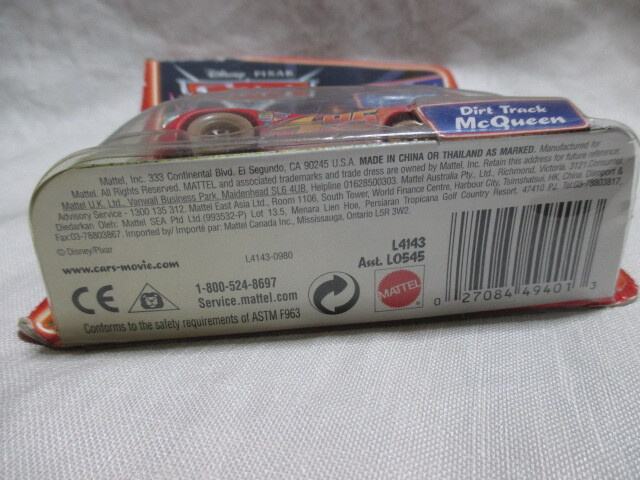 Disney PIXAR
Dirt Track
McQueen
Mattel, Inc. 333 Continental Blvd. El Segundo, CA 90245 U.S.A. MADE IN CHINA OR THAILAND AS MARKED. Manufactured for
Mattel. All Rights Reserved. MATTEL and associated trademarks and trade dress are owned by Mattel, Inc. Retain this address for future reference:
Mattel U.K. Ltd., Vanwall Business Park, Maidenhead SL6 4UB. Helpline 01628500303. Mattel Australia Pty., Ltd., Richmond, Victoria. 3121.Consumer
Advisory Service - 1300 135 312. Mattel East Asia Ltd., Room 1106, South Tower, World Finance Centre, Harbour City, Tsimshatsui, HK, China. Diimport &
Diedarkan Oleh: Mattel SEA Ptd Ltd.(993532-P) Lot 13.5, Menara Lien Hoe, Persiaran Tropicana Golf Country Resort, 47410 PJ. Tel:03-78803817,
Fax:03-78803867. Imported by/ Importé par: Mattel Canada Inc., Mississauga, Ontario L5R 3W2.
© Disney/Pixar
www.cars-movie.com
L4143-0980
L4143
Asst. L0545
CE
1-800-524-8697
Service.mattel.com
MATTEL
0 27084 49401 3
Conforms to the safety requirements of ASTM F963